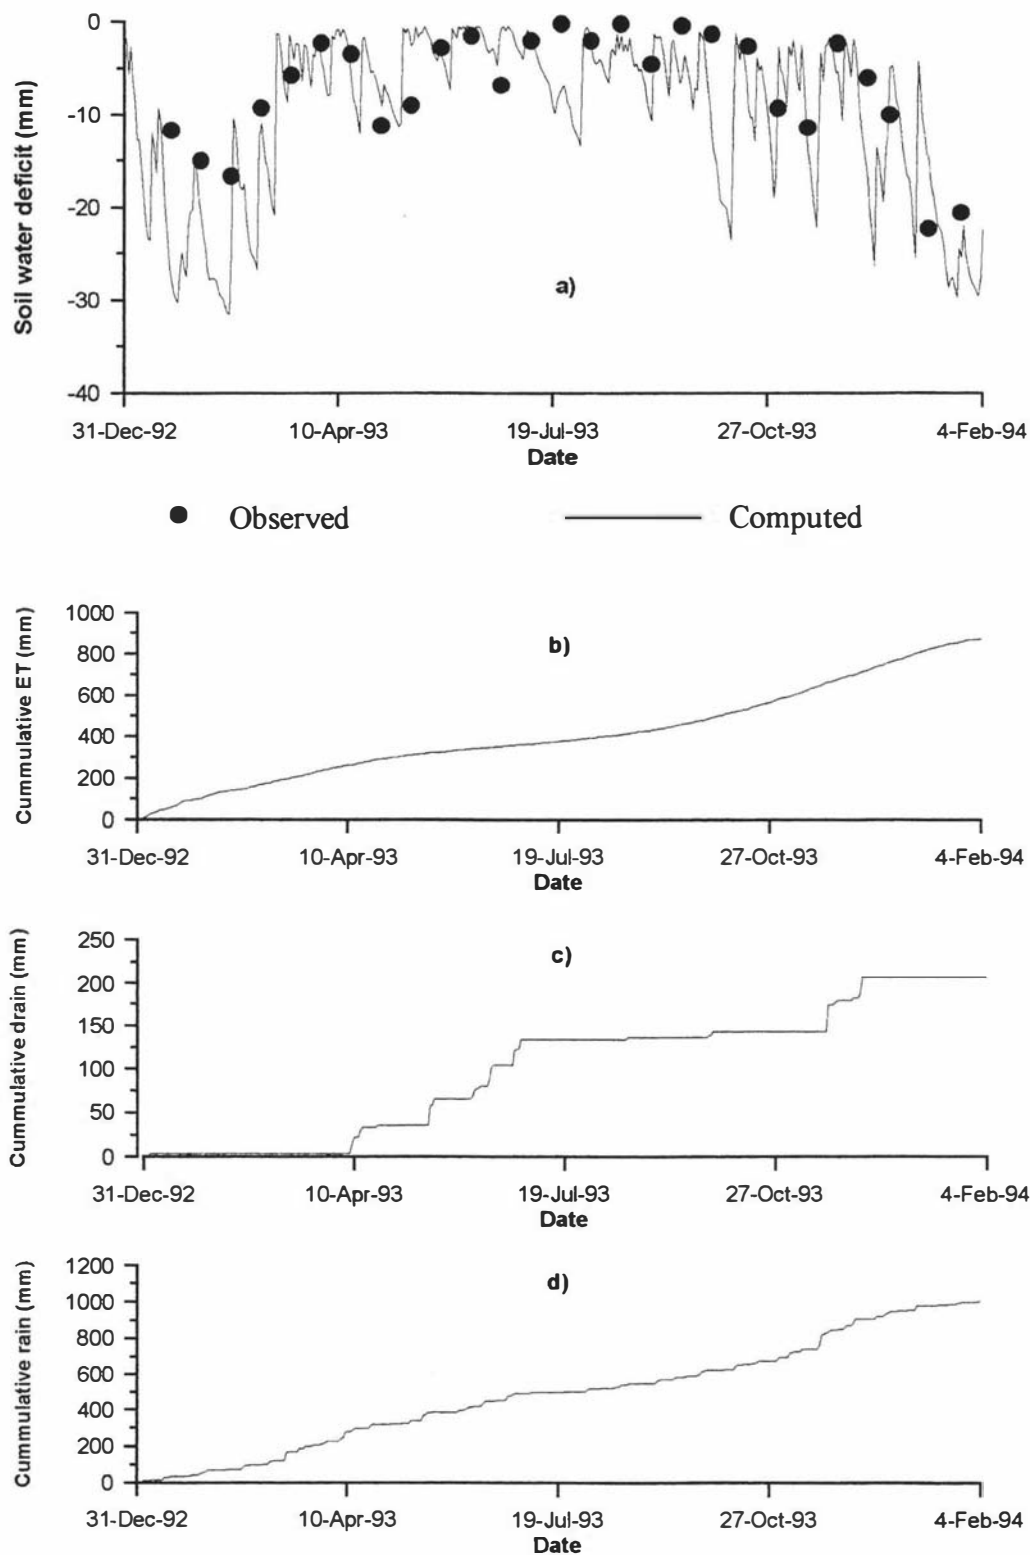 Soil water deficit (mm)
0
-10
-20
-30
-40
a)
31-Dec-92 10-Apr-93 19-Jul-93 27-Oct-93 4-Feb-94
Date
Observed Computed
Cummulative ET (mm)
1000
800
600
400
200
0
b)
31-Dec-92 10-Apr-93 19-Jul-93 27-Oct-93 4-Feb-94
Date
Cummulative drain (mm)
250
200
150
100
50
0
c)
31-Dec-92 10-Apr-93 19-Jul-93 27-Oct-93 4-Feb-94
Date
Cummulative rain (mm)
1200
1000
800
600
400
200
0
d)
31-Dec-92 10-Apr-93 19-Jul-93 27-Oct-93 4-Feb-94
Date